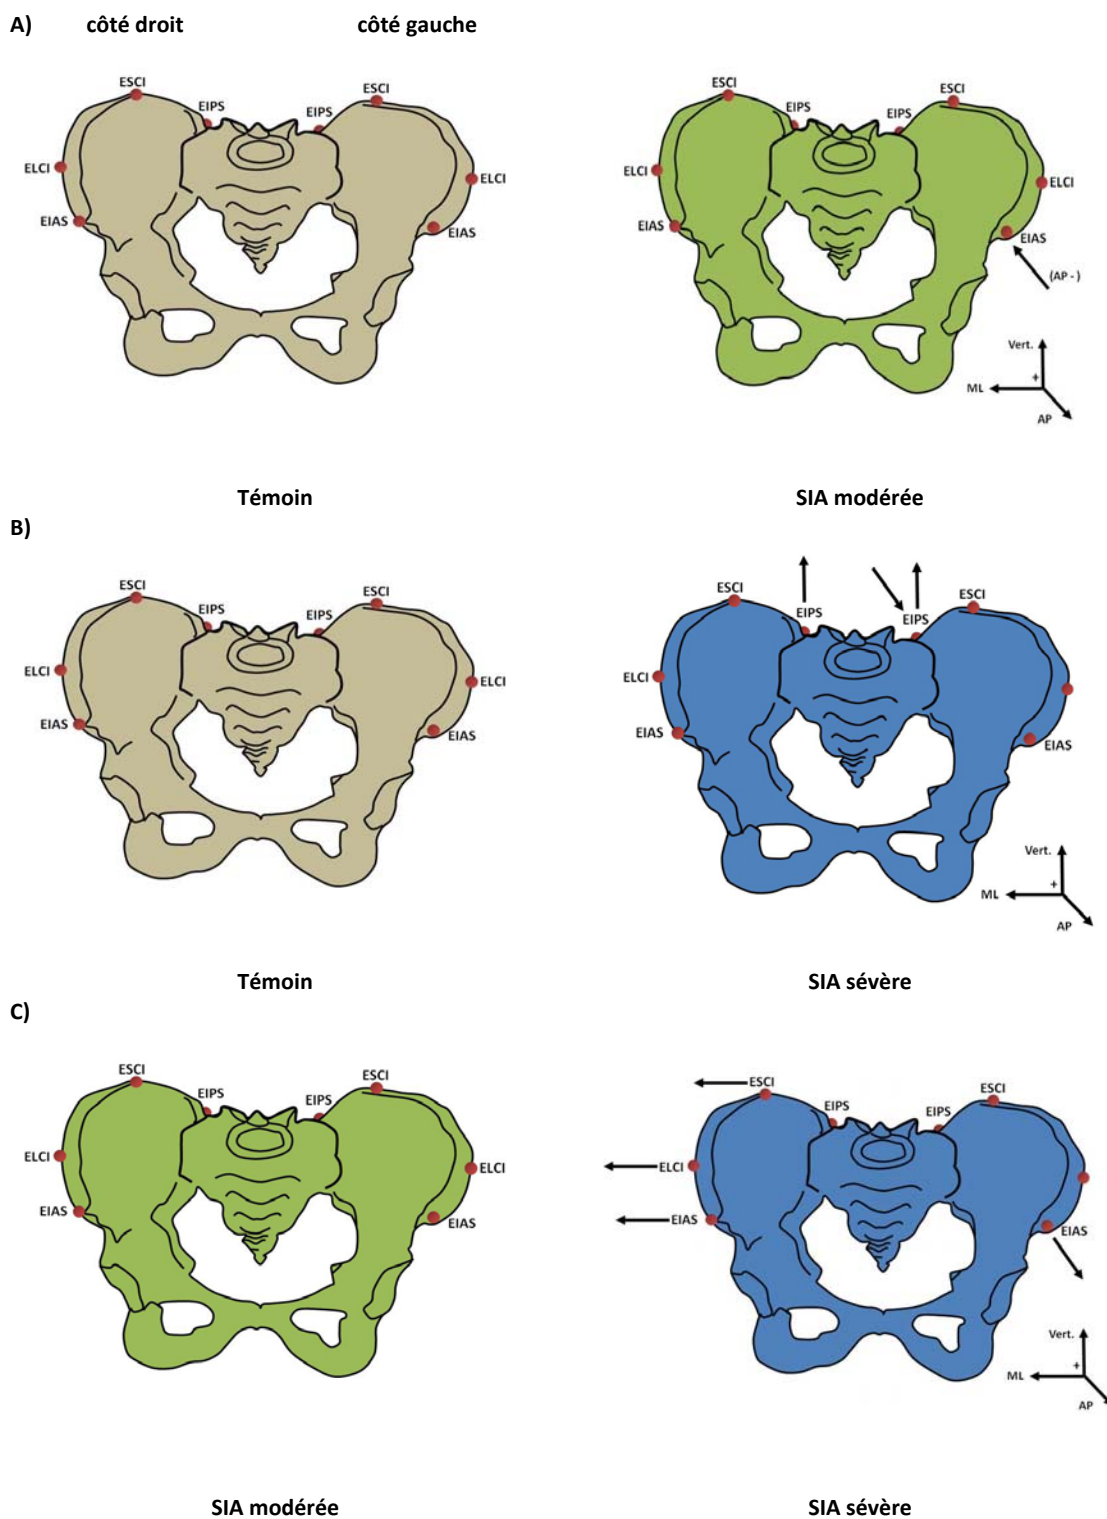 A) côté droit côté gauche
ESCI ESCI ESCI ESCI
EIPS EIPS EIPS EIPS
ELCI ELCI ELCI ELCI
EIAS EIAS EIAS EIAS
(AP - )
Vert.
+
ML
AP
Témoin SIA modérée
B)
ESCI ESCI ESCI ESCI
EIPS EIPS EIPS EIPS
ELCI ELCI ELCI
EIAS EIAS EIAS EIAS
Vert.
+
ML
AP
Témoin SIA sévère
C)
ESCI ESCI ESCI ESCI
EIPS EIPS EIPS EIPS
ELCI ELCI ELCI
EIAS EIAS EIAS EIAS
Vert.
+
ML
AP
SIA modérée SIA sévère